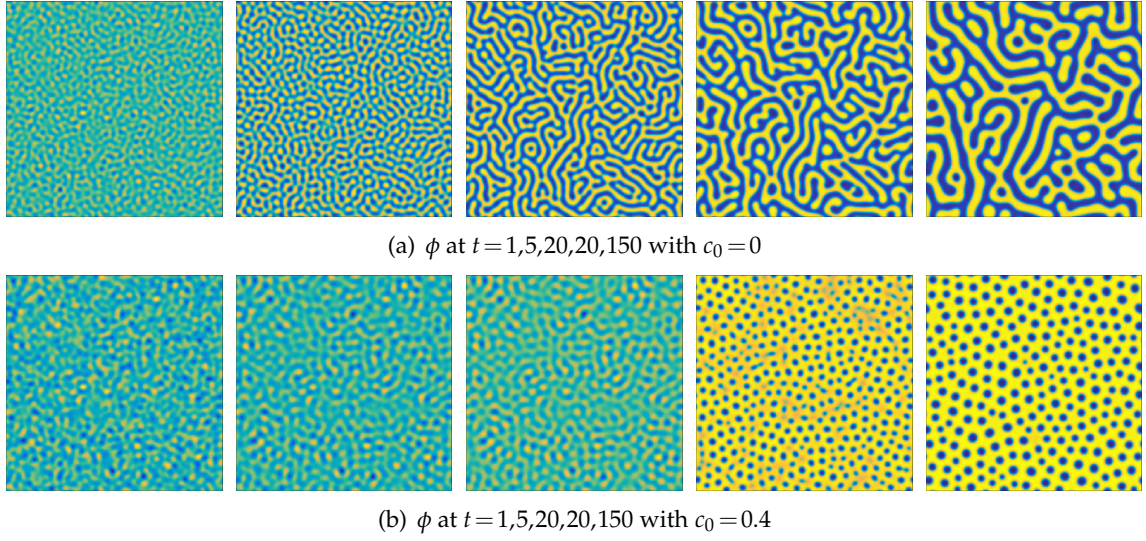 (a) ϕ at t=1,5,20,20,150 with c₀=0
(b) ϕ at t=1,5,20,20,150 with c₀=0.4